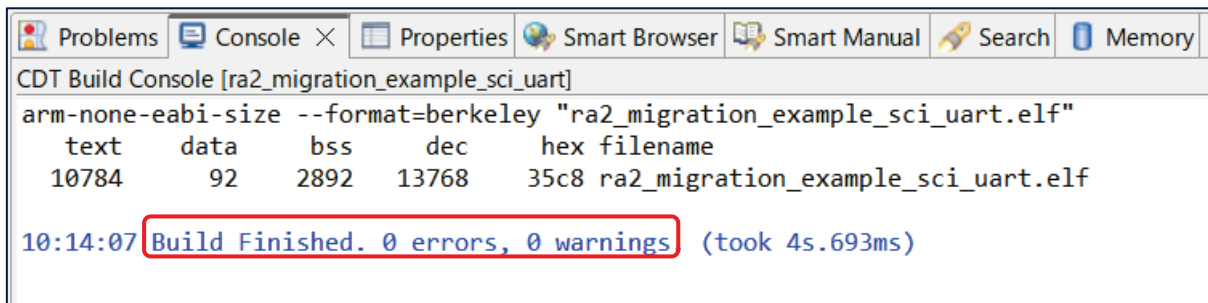 Problems Console Properties Smart Browser Smart Manual Search Memory
CDT Build Console [ra2_migration_example_sci_uart]
arm-none-eabi-size --format=berkeley "ra2_migration_example_sci_uart.elf"
text data bss dec hex filename
10784 92 2892 13768 35c8 ra2_migration_example_sci_uart.elf
10:14:07 Build Finished. 0 errors, 0 warnings. (took 4s.693ms)